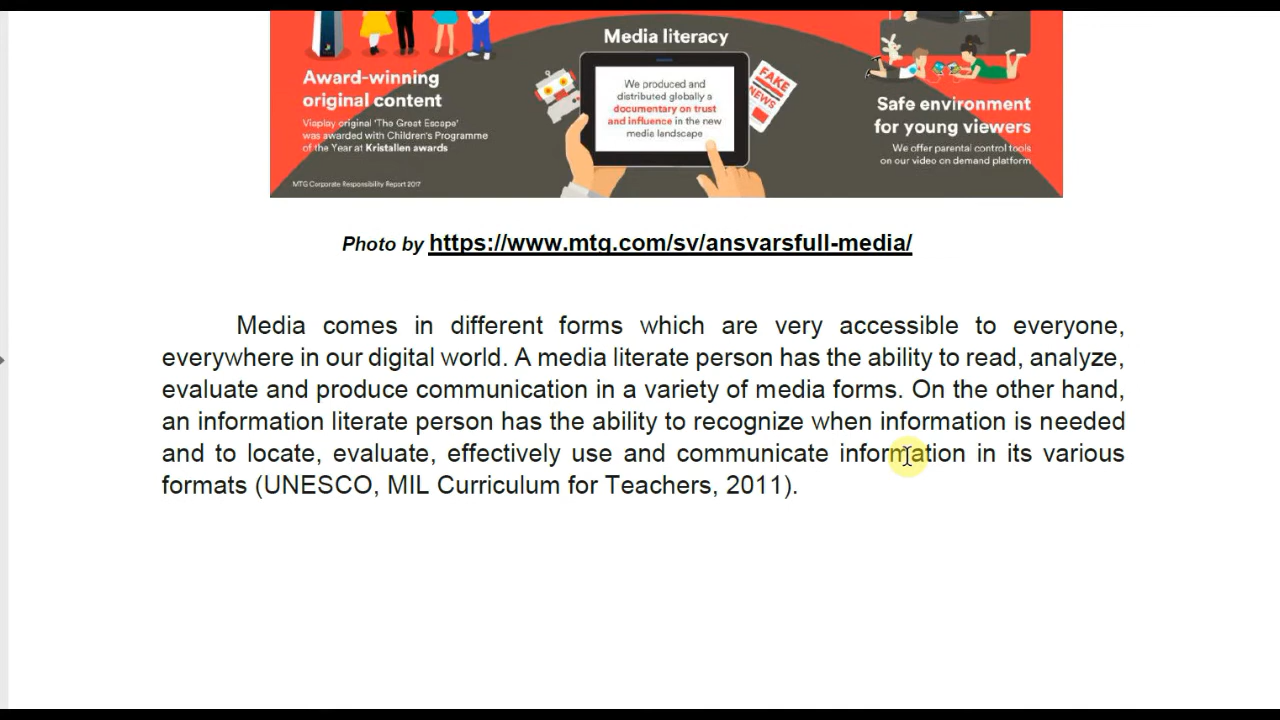 Media literacy
Award-winning
original content
Viaplay original 'The Great Escape'
was awarded with Children's Programme
of the Year at Kristallen awards
MTG Corporate Responsibility Report 2017
We produced and
distributed globally a
documentary on trust
and influence in the new
media landscape
FAKE
NEWS
Safe environment
for young viewers
We offer parental control tools
on our video on demand platform
Photo by https://www.mtg.com/sv/ansvarsfull-media/
Media comes in different forms which are very accessible to everyone,
everywhere in our digital world. A media literate person has the ability to read, analyze,
evaluate and produce communication in a variety of media forms. On the other hand,
an information literate person has the ability to recognize when information is needed
and to locate, evaluate, effectively use and communicate information in its various
formats (UNESCO, MIL Curriculum for Teachers, 2011).